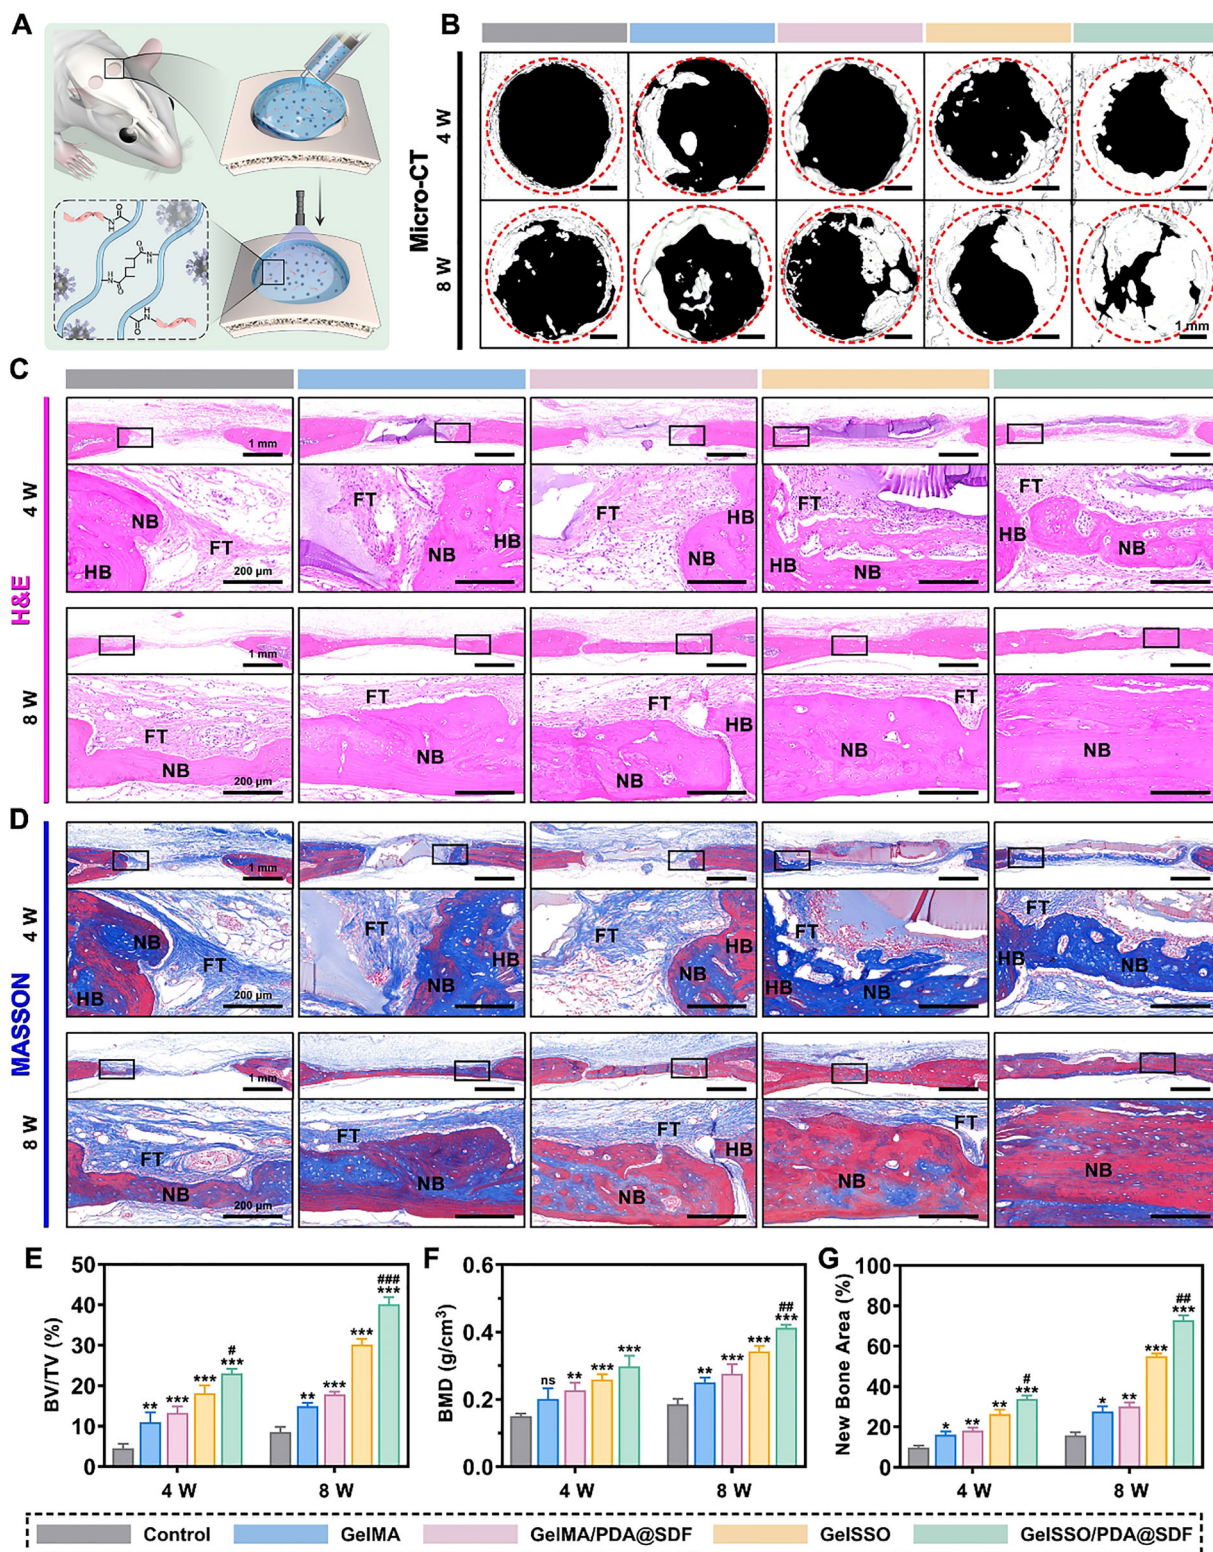 A
O
N
H
O
H
N
N
H
O
O
N
H
B
Micro-CT
4 W
8 W
1 mm
C
H&E
4 W
1 mm
NB
FT
HB
200 µm
FT
NB
HB
FT
HB
NB
FT
HB
NB
FT
HB
NB
8 W
1 mm
FT
NB
200 µm
FT
NB
FT
HB
NB
FT
NB
NB
D
MASSON
4 W
1 mm
NB
FT
HB
200 µm
FT
NB
HB
FT
HB
NB
FT
HB
NB
FT
HB
NB
8 W
1 mm
FT
NB
200 µm
FT
NB
FT
HB
NB
FT
NB
NB
E
BV/TV (%)
50
40
30
20
10
0
**
***
***
#
***
**
***
***
###
***
4 W
8 W
F
BMD (g/cm³)
0.6
0.4
0.2
0.0
ns
**
***
***
**
***
***
##
***
4 W
8 W
G
New Bone Area (%)
100
80
60
40
20
0
*
**
**
#
***
*
**
***
##
***
4 W
8 W
Control
GelMA
GelMA/PDA@SDF
GelSSO
GelSSO/PDA@SDF